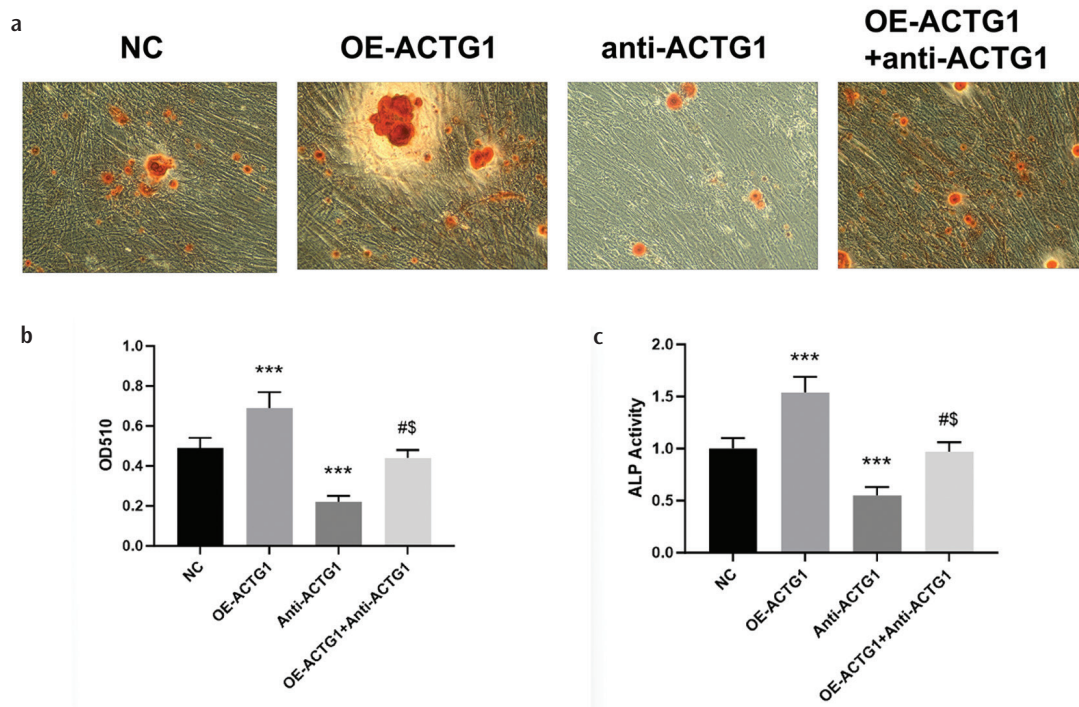 a
NC
OE-ACTG1
anti-ACTG1
OE-ACTG1
+anti-ACTG1
b
OD510
1.0
0.8
0.6
0.4
0.2
0.0
***
***
#$
NC
OE-ACTG1
Anti-ACTG1
OE-ACTG1+Anti-ACTG1
c
ALP Activity
2.0
1.5
1.0
0.5
0.0
***
***
#$
NC
OE-ACTG1
Anti-ACTG1
OE-ACTG1+Anti-ACTG1